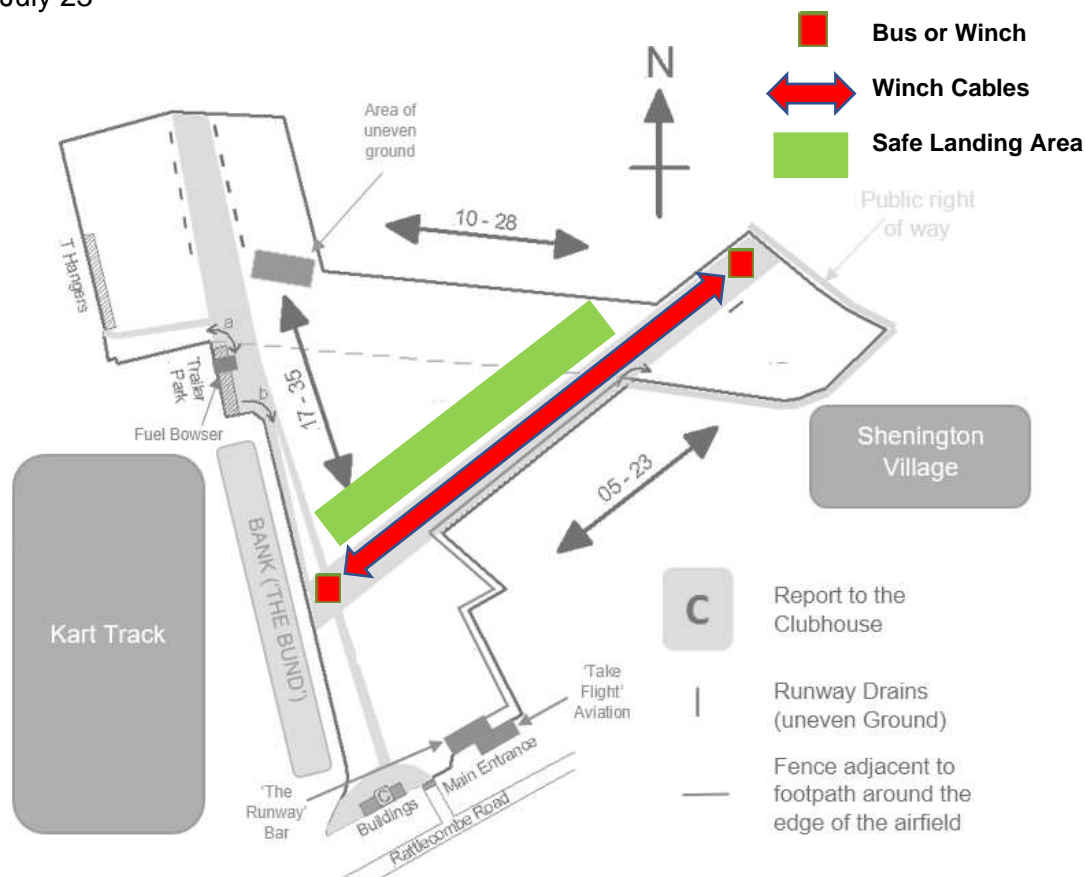 July 23
Bus or Winch
Winch Cables
Safe Landing Area
N
Area of
uneven
ground
Public right
of way
10 - 28
T Hangers
a
Trailer
Park
b
17 - 35
Fuel Bowser
Shenington
Village
05 - 23
BANK ('THE BUND')
Kart Track
C
Report to the
Clubhouse
'Take
Flight'
Aviation
Runway Drains
(uneven Ground)
Main Entrance
'The
Runway'
Bar
C
Buildings
Rattlecombe Road
Fence adjacent to
footpath around the
edge of the airfield